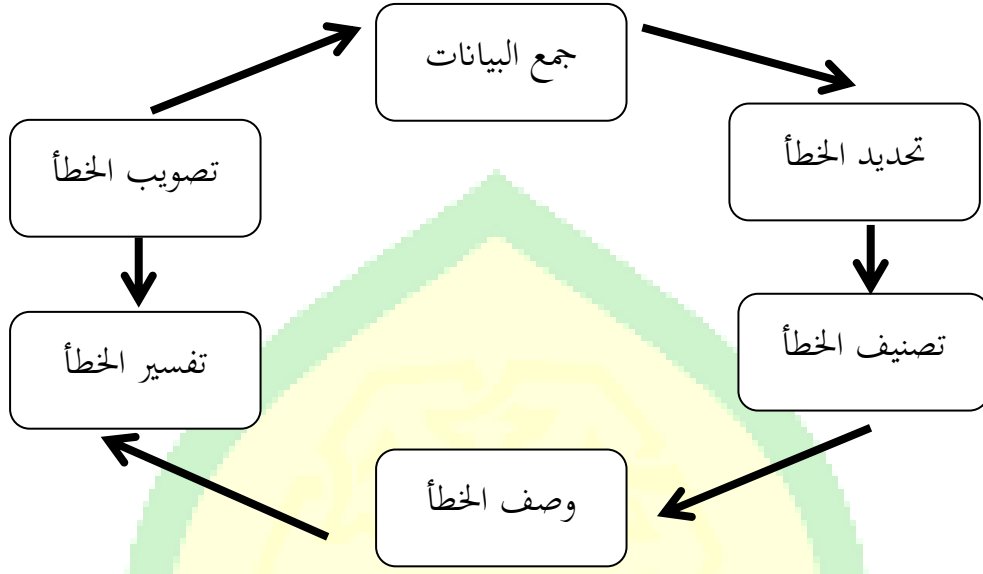 جمع البيانات
تحديد الخطأ
تصويب الخطأ
تصنيف الخطأ
تفسير الخطأ
وصف الخطأ